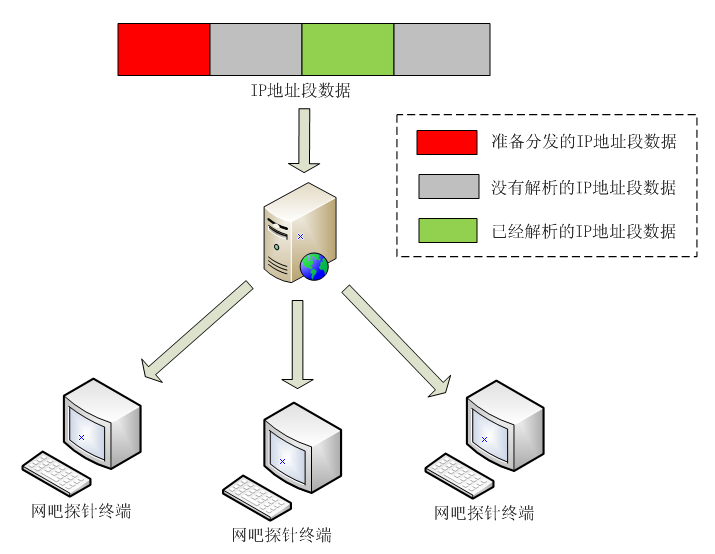 IP地址段数据
准备分发的IP地址段数据
没有解析的IP地址段数据
已经解析的IP地址段数据
网吧探针终端
网吧探针终端
网吧探针终端